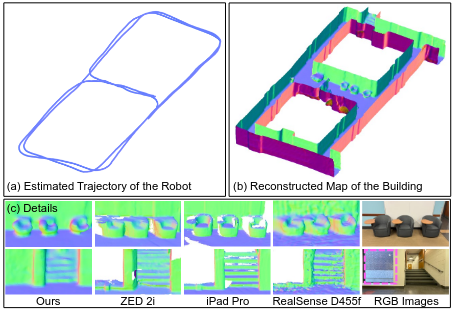 (a) Estimated Trajectory of the Robot
(b) Reconstructed Map of the Building
(c) Details
Ours
ZED 2i
iPad Pro
RealSense D455f
RGB Images